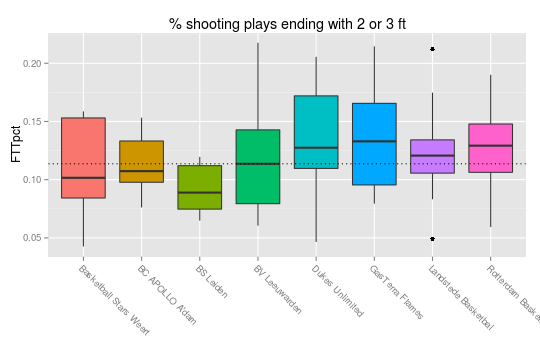 % shooting plays ending with 2 or 3 ft
FTTpct
0.20
0.15
0.10
0.05
Basketball Stars Weert
BC APOLLO A'dam
BS Leiden
BV Leeuwarden
Dukes Unlimited
GasTerra Flames
Landstede Basketbal
Rotterdam Baske